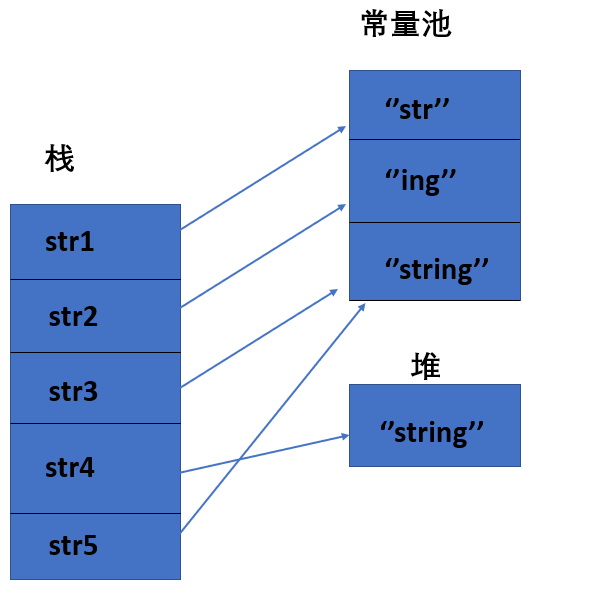 常量池
‘’str’’
‘’ing’’
‘’string’’
栈
str1
str2
str3
str4
str5
堆
‘’string’’